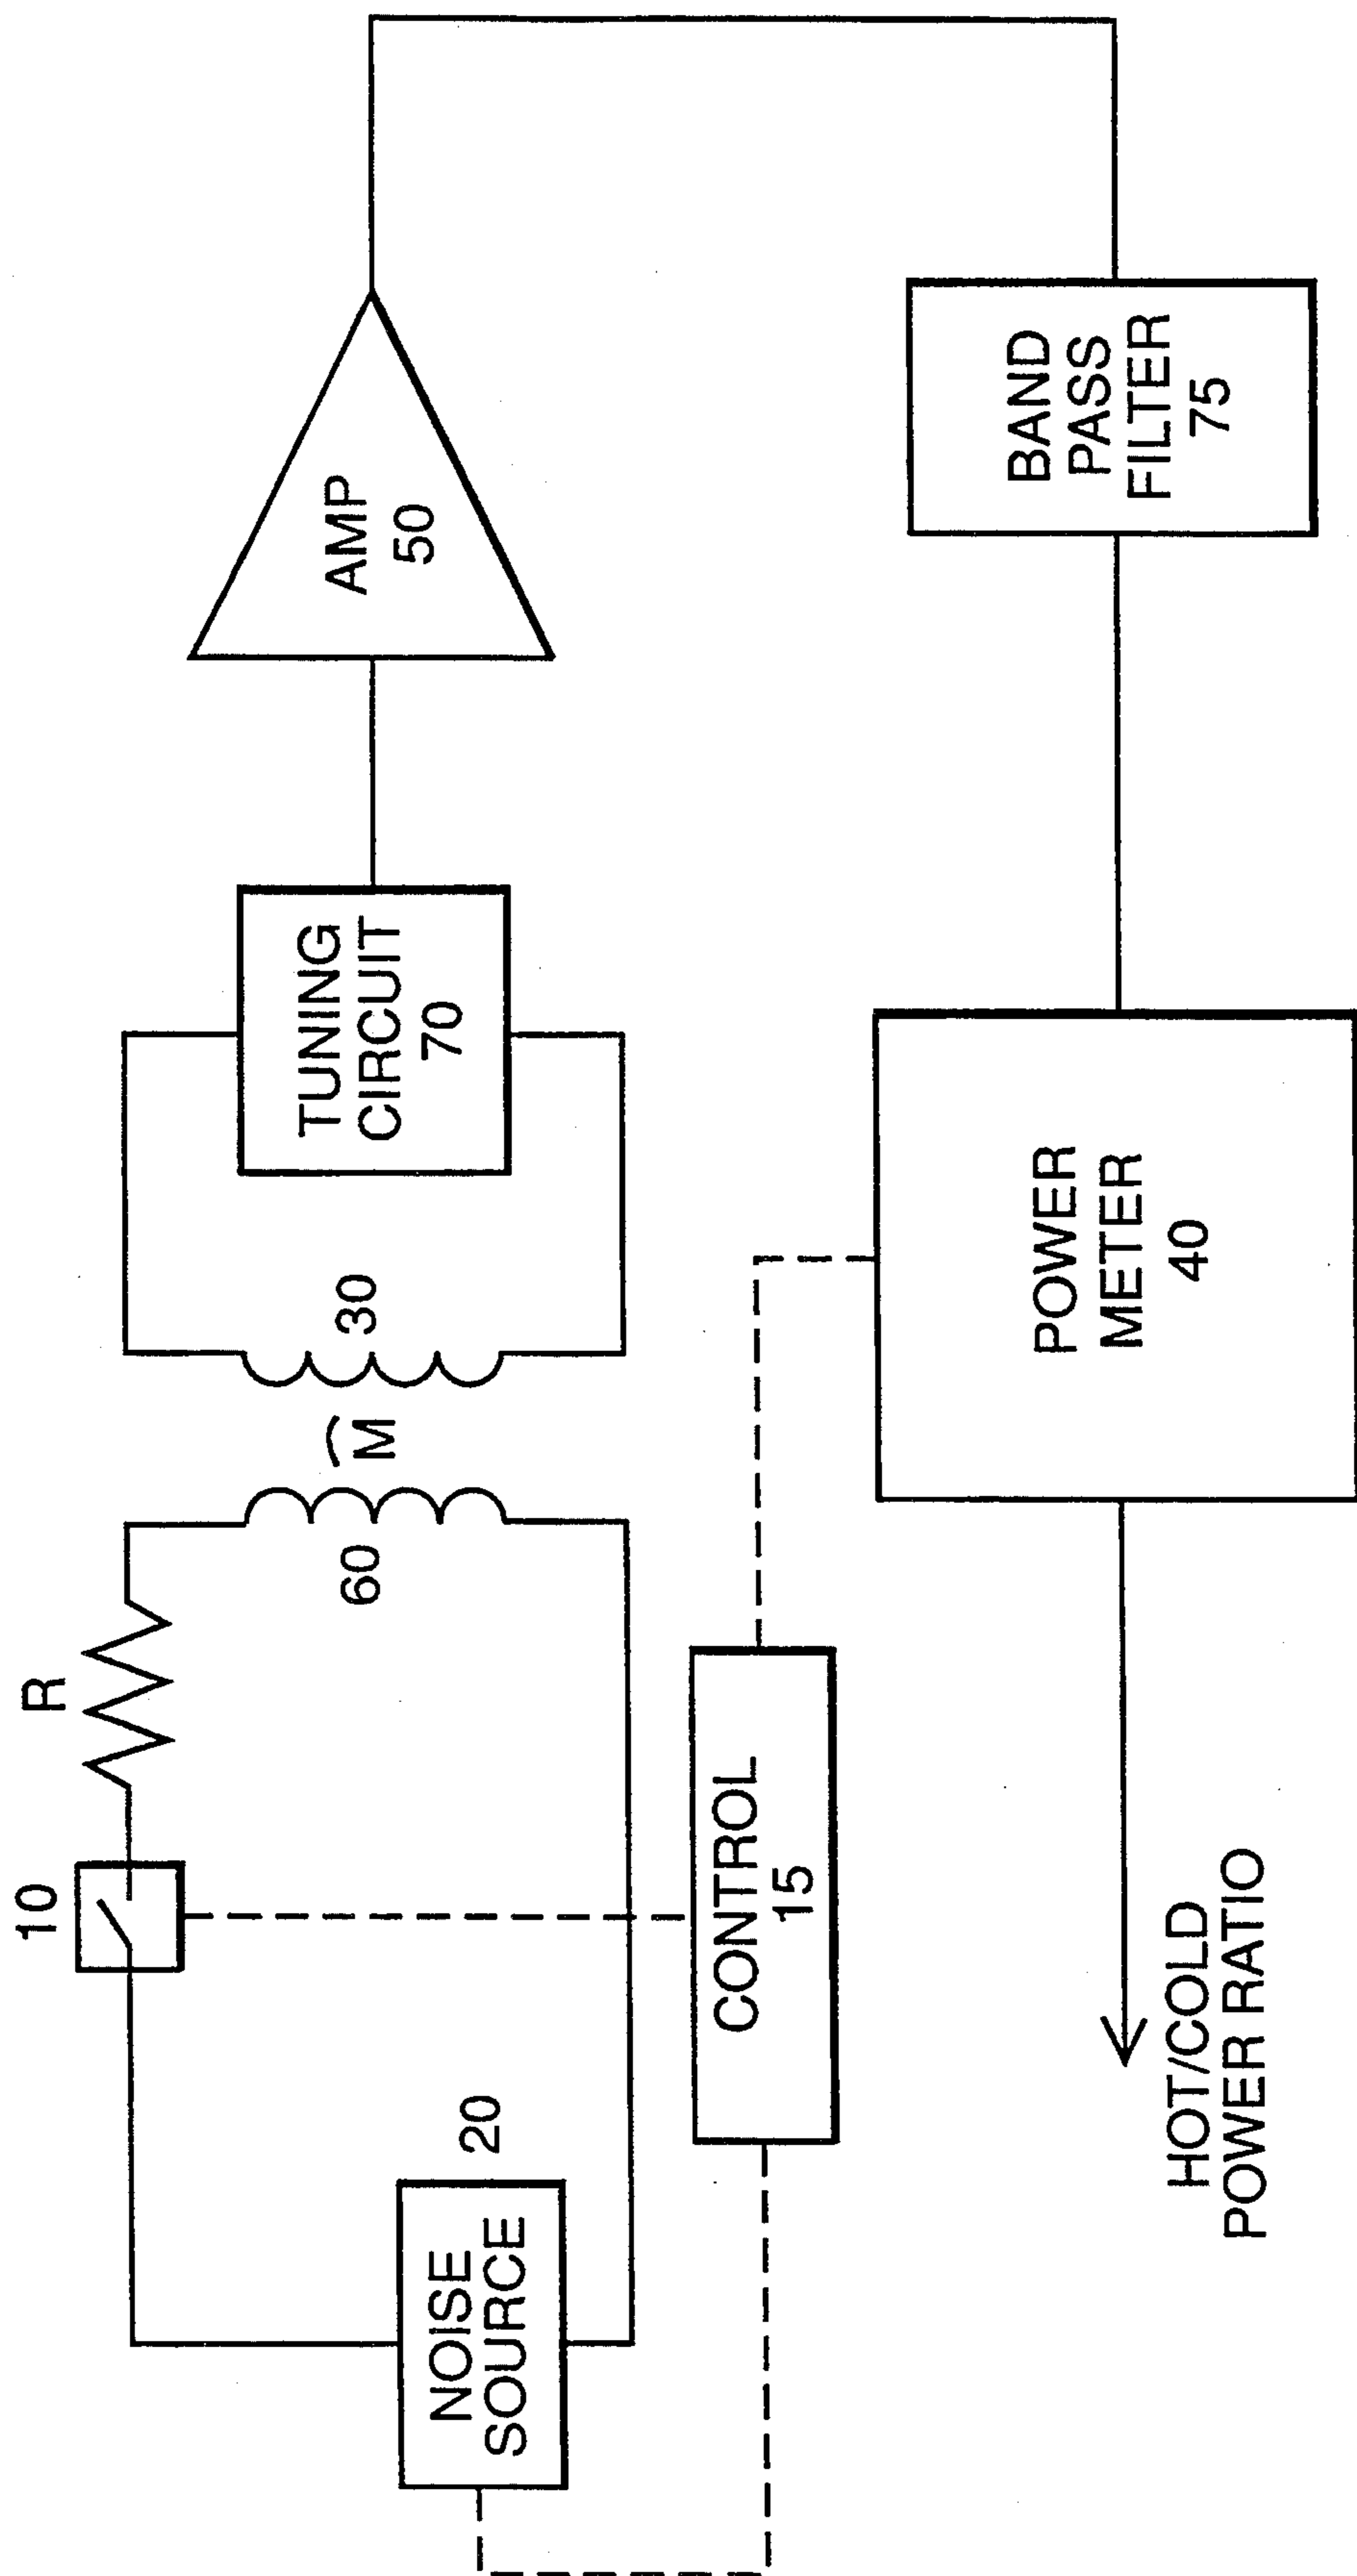 10
R
NOISE
SOURCE
20
60
M
30
TUNING
CIRCUIT
70
AMP
50
CONTROL
15
HOT/COLD
POWER RATIO
POWER
METER
40
BAND
PASS
FILTER
75